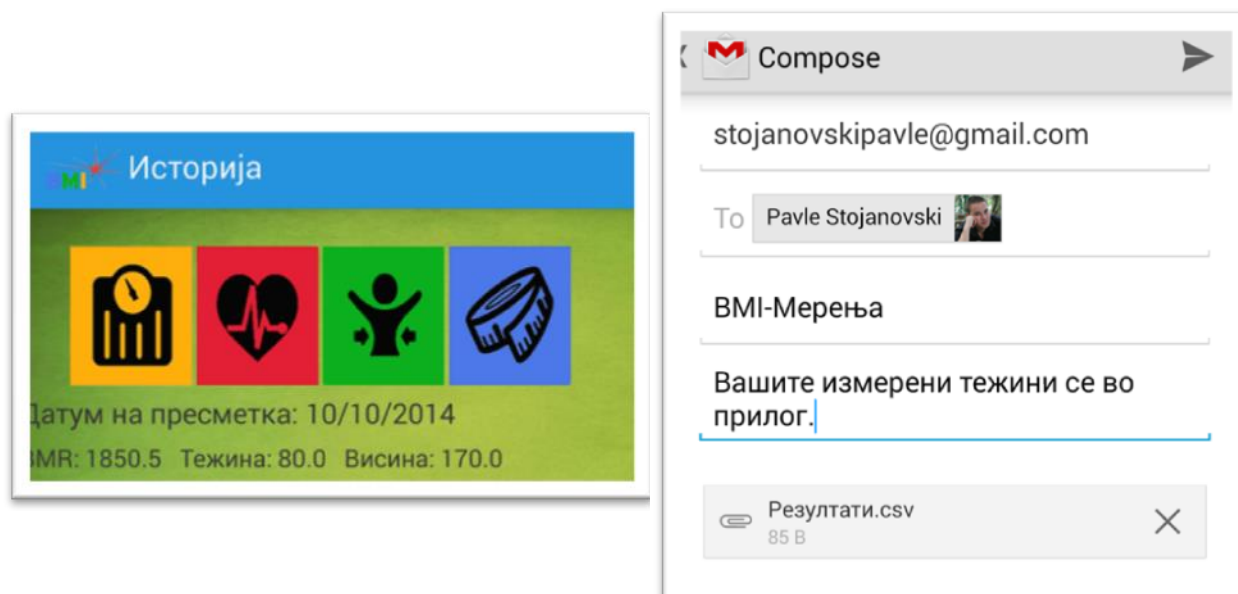 BMI
Историја
Датум на пресметка: 10/10/2014
BMR: 1850.5 Тежина: 80.0 Висина: 170.0
Compose
stojanovskipavle@gmail.com
To Pavle Stojanovski
BMI-Мерења
Вашите измерени тежини се во
прилог.
Резултати.csv
85 B